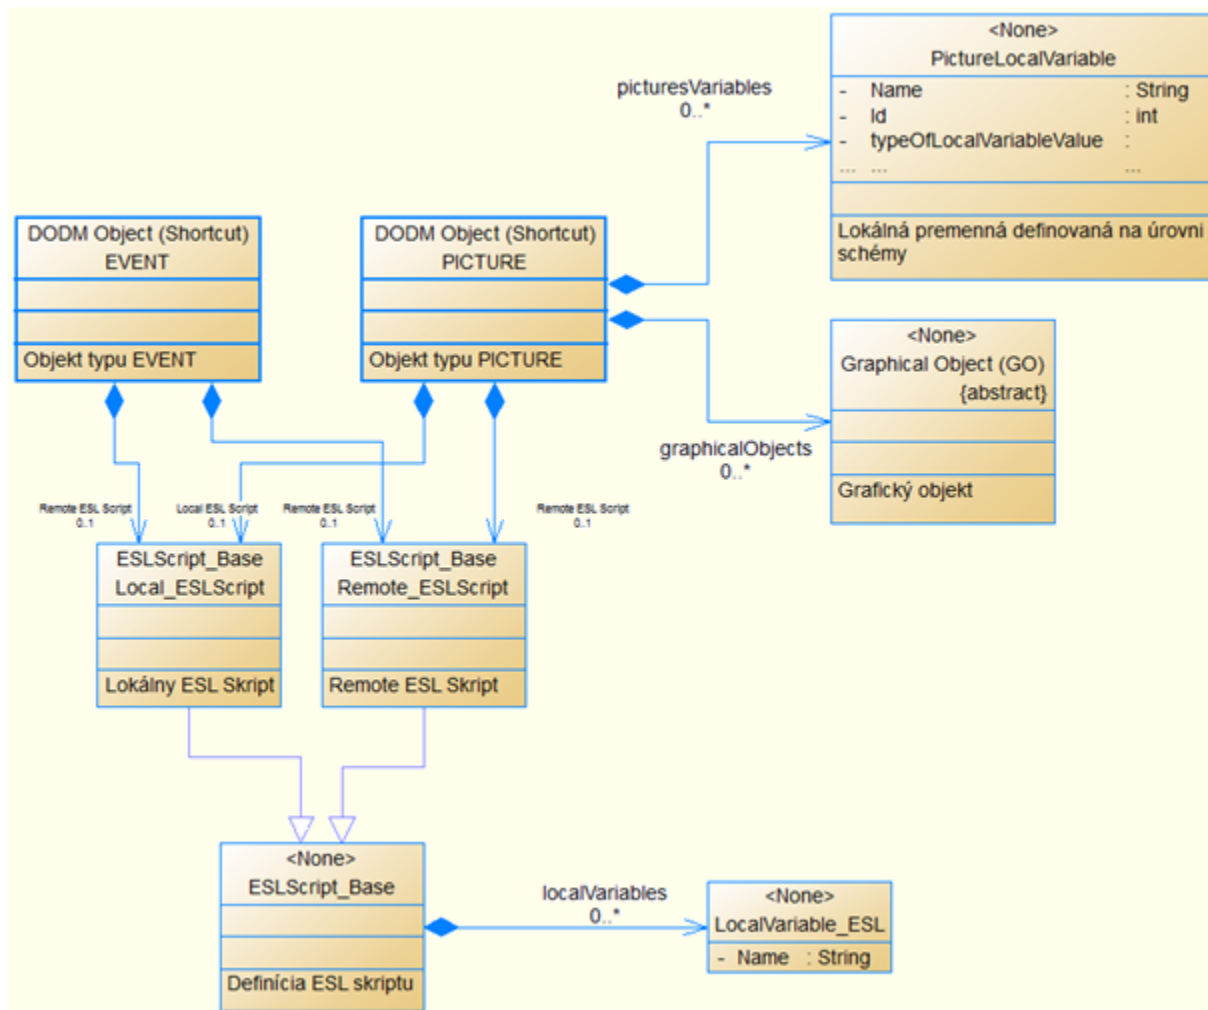 <None>
PictureLocalVariable
- Name : String
- Id : int
- typeOfLocalVariableValue :
... ... ...
Lokálná premenná definovaná na úrovni
schémy
picturesVariables
0..*
DODM Object (Shortcut)
EVENT
Objekt typu EVENT
DODM Object (Shortcut)
PICTURE
Objekt typu PICTURE
<None>
Graphical Object (GO)
{abstract}
Grafický objekt
graphicalObjects
0..*
Remote ESL Script
0..1
Local ESL Script
0..1
Remote ESL Script
0..1
Remote ESL Script
0..1
ESLScript_Base
Local_ESLScript
Lokálny ESL Skript
ESLScript_Base
Remote_ESLScript
Remote ESL Skript
<None>
ESLScript_Base
Definícia ESL skriptu
localVariables
0..*
<None>
LocalVariable_ESL
- Name : String